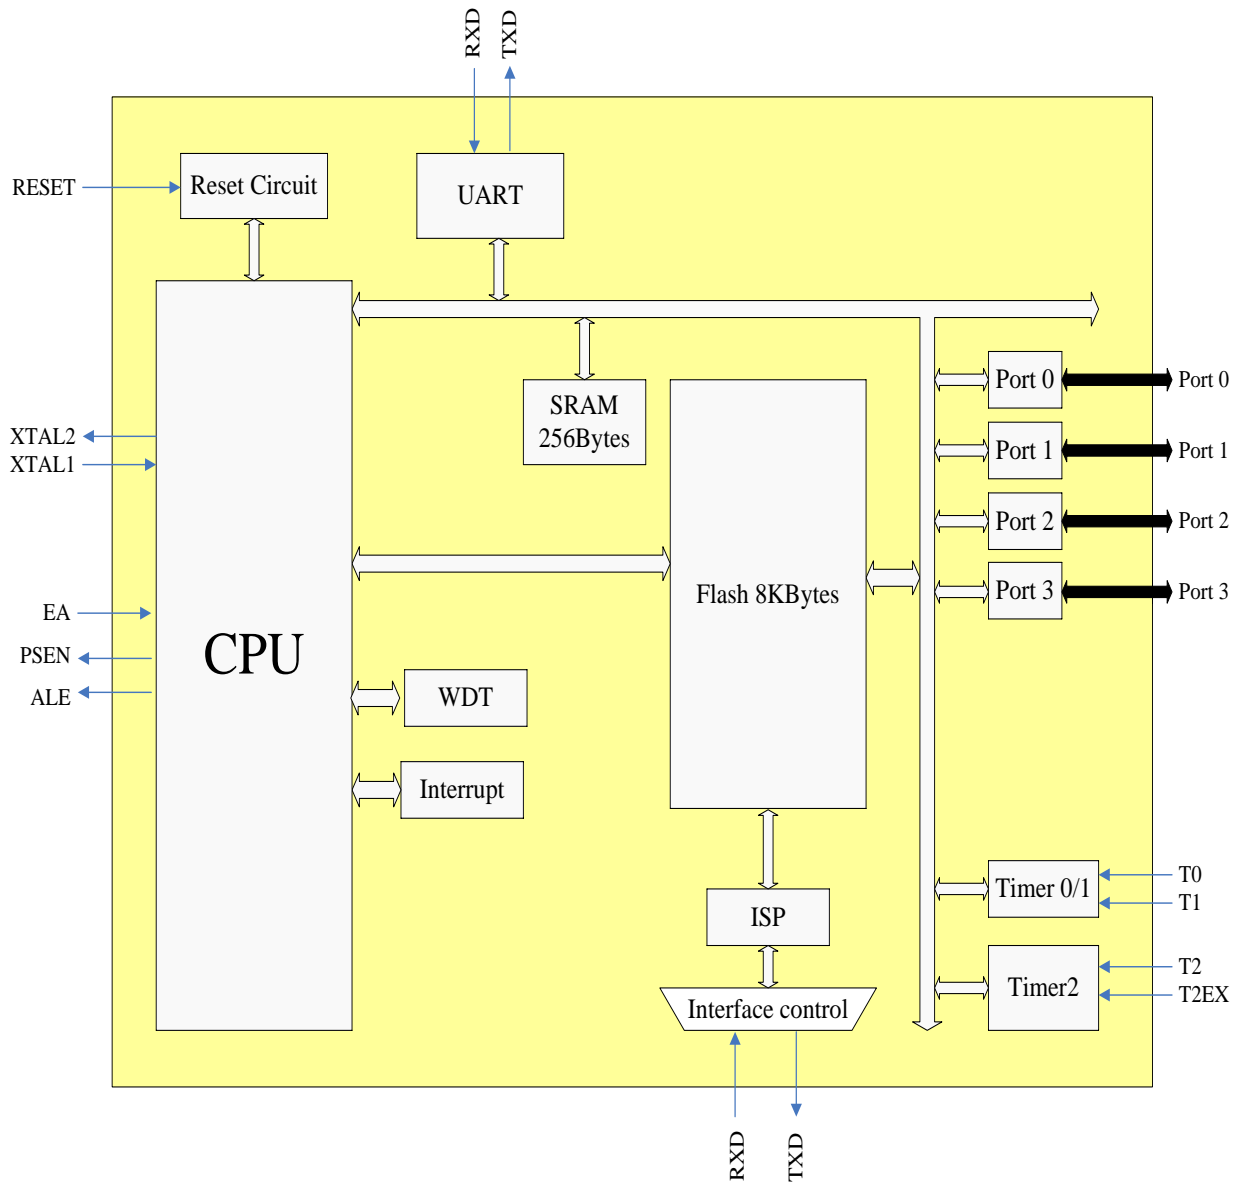 RXD
TXD
RESET
Reset Circuit
UART
SRAM
256Bytes
Port 0
Port 0
XTAL2
XTAL1
Port 1
Port 1
Port 2
Port 2
Flash 8KBytes
Port 3
Port 3
EA
CPU
PSEN
ALE
WDT
Interrupt
Timer 0/1
T0
T1
ISP
Timer2
T2
T2EX
Interface control
RXD
TXD